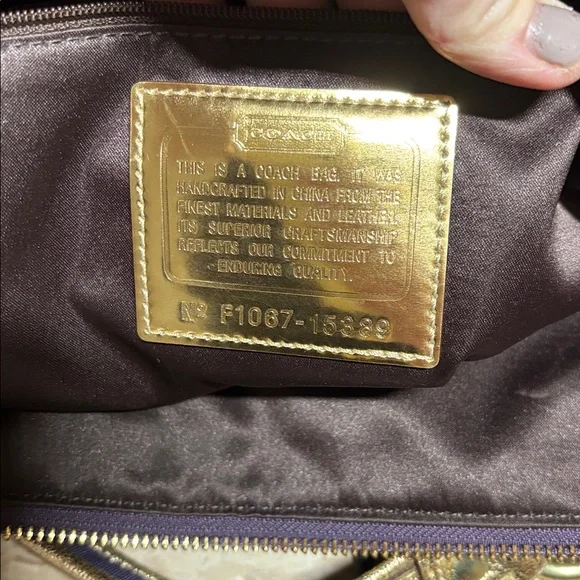 COACH
THIS IS A COACH BAG. IT WAS
HANDCRAFTED IN CHINA FROM THE
FINEST MATERIALS AND LEATHER.
ITS SUPERIOR CRAFTSMANSHIP
REFLECTS OUR COMMITMENT TO
ENDURING QUALITY.
Nº F1067-15339